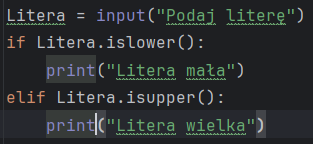 Litera = input("Podaj literę")
if Litera.islower():
    print("Litera mała")
elif Litera.isupper():
    print("Litera wielka")